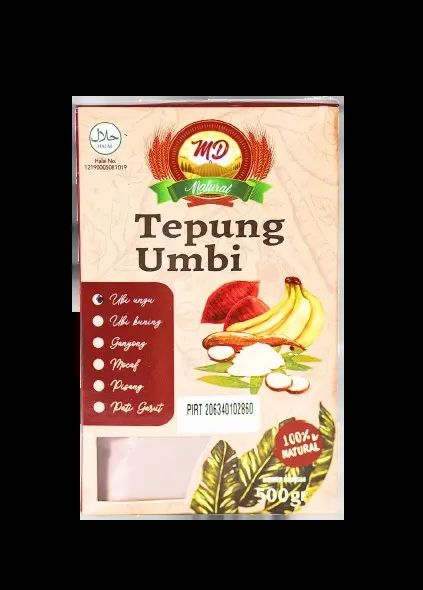 حلال
HALAL
Halal No.
12190005081019
MD
Natural
Tepung
Umbi
Ubi ungu
Ubi kuning
Ganyong
Mocaf
Pisang
Pati Garut
PIRT 206340102860
100%
NATURAL
500gr